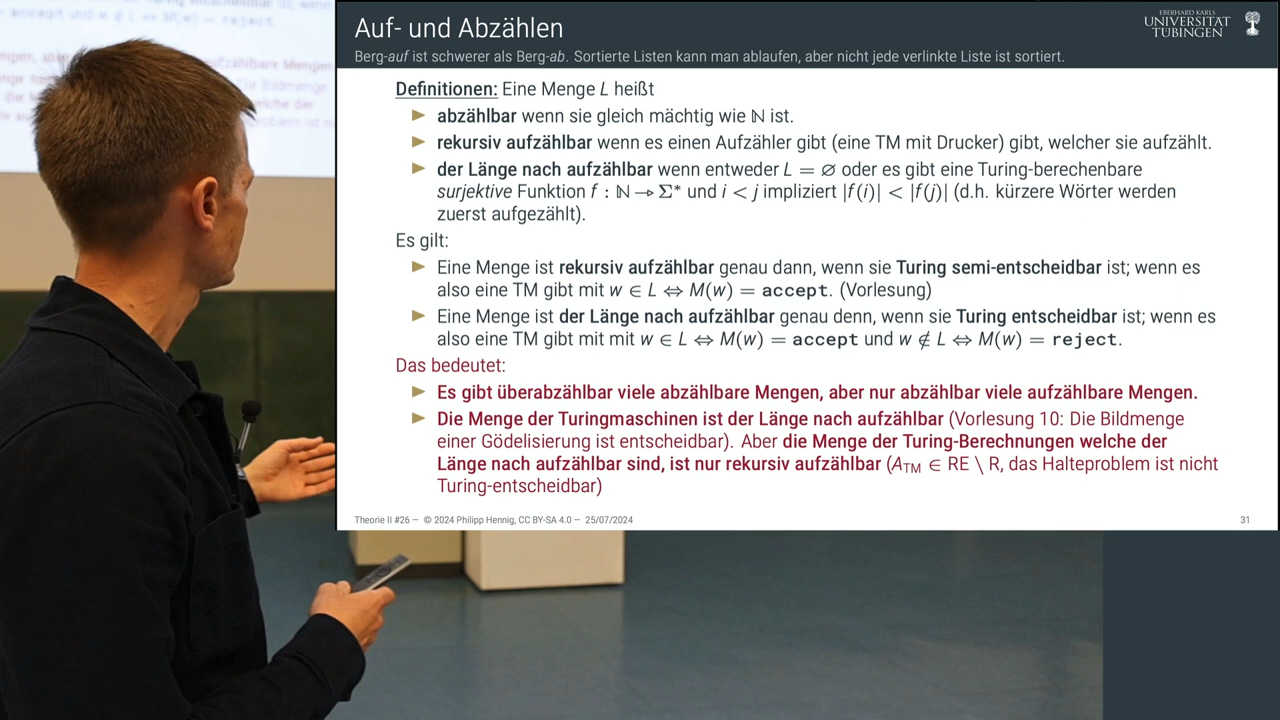 Auf- und Abzählen
Berg-auf ist schwerer als Berg-ab. Sortierte Listen kann man ablaufen, aber nicht jede verlinkte Liste ist sortiert.
EBERHARD KARLS
UNIVERSITÄT
TÜBINGEN
Definitionen: Eine Menge L heißt
► abzählbar wenn sie gleich mächtig wie ℕ ist.
► rekursiv aufzählbar wenn es einen Aufzähler gibt (eine TM mit Drucker) gibt, welcher sie aufzählt.
► der Länge nach aufzählbar wenn entweder L = ∅ oder es gibt eine Turing-berechenbare
surjektive Funktion f : ℕ ↠ Σ* und i < j impliziert |f(i)| < |f(j)| (d.h. kürzere Wörter werden
zuerst aufgezählt).
Es gilt:
► Eine Menge ist rekursiv aufzählbar genau dann, wenn sie Turing semi-entscheidbar ist; wenn es
also eine TM gibt mit w ∈ L ⇔ M(w) = accept. (Vorlesung)
► Eine Menge ist der Länge nach aufzählbar genau denn, wenn sie Turing entscheidbar ist; wenn es
also eine TM gibt mit mit w ∈ L ⇔ M(w) = accept und w ∉ L ⇔ M(w) = reject.
Das bedeutet:
► Es gibt überabzählbar viele abzählbare Mengen, aber nur abzählbar viele aufzählbare Mengen.
► Die Menge der Turingmaschinen ist der Länge nach aufzählbar (Vorlesung 10: Die Bildmenge
einer Gödelisierung ist entscheidbar). Aber die Menge der Turing-Berechnungen welche der
Länge nach aufzählbar sind, ist nur rekursiv aufzählbar (A_TM ∈ RE \ R, das Halteproblem ist nicht
Turing-entscheidbar)
Theorie II #26 — © 2024 Philipp Hennig, CC BY-SA 4.0 — 25/07/2024
31